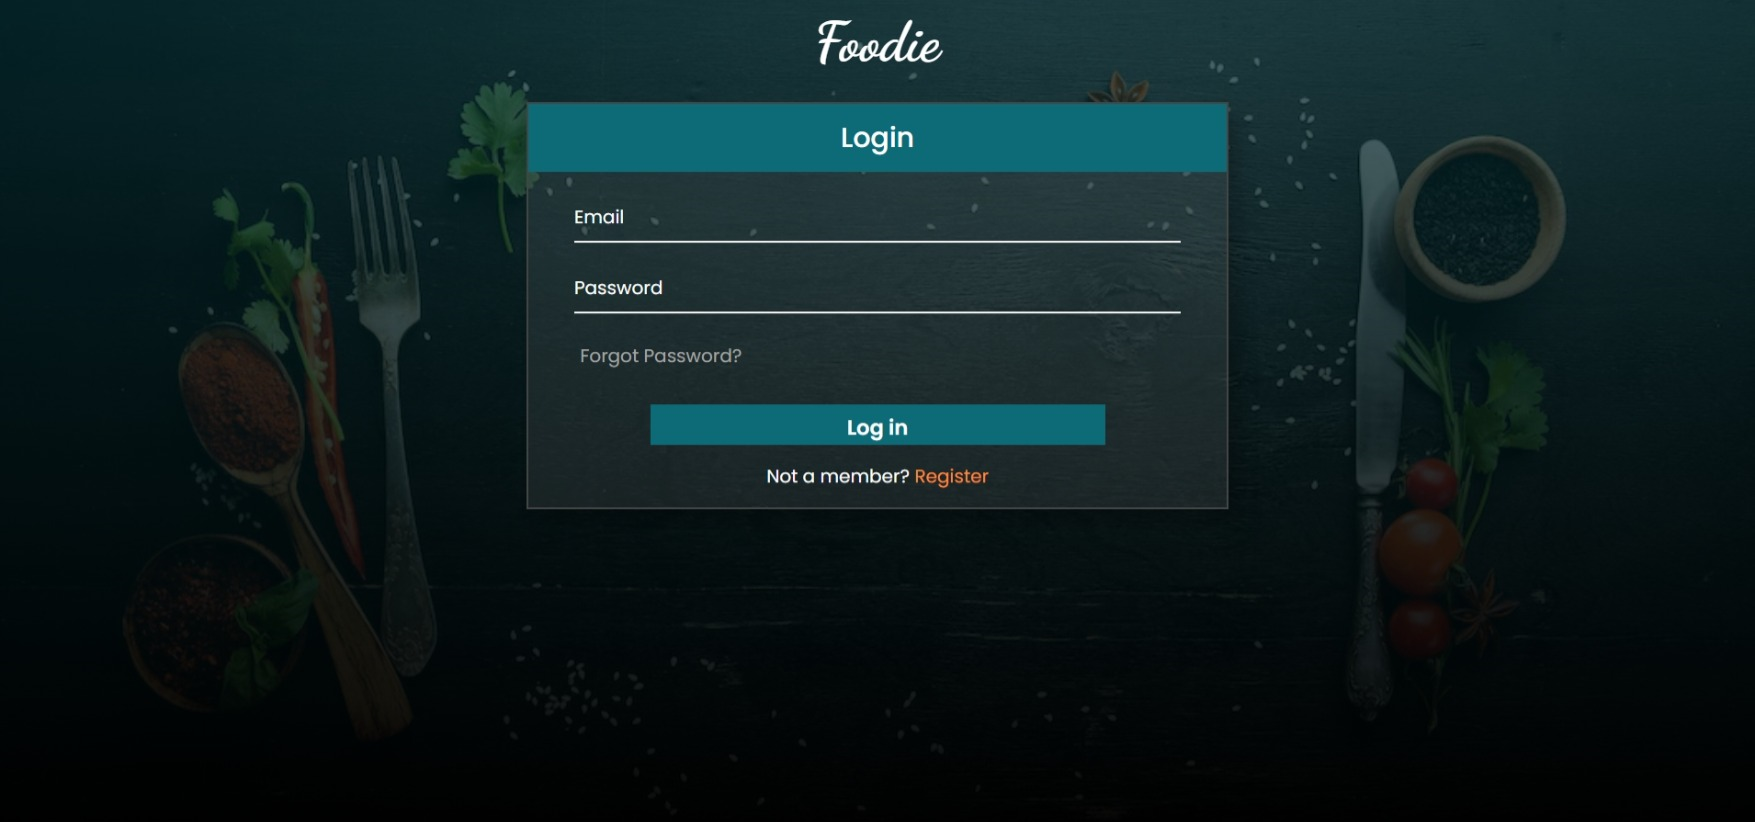 Foodie
Login
Email
Password
Forgot Password?
Log in
Not a member? Register